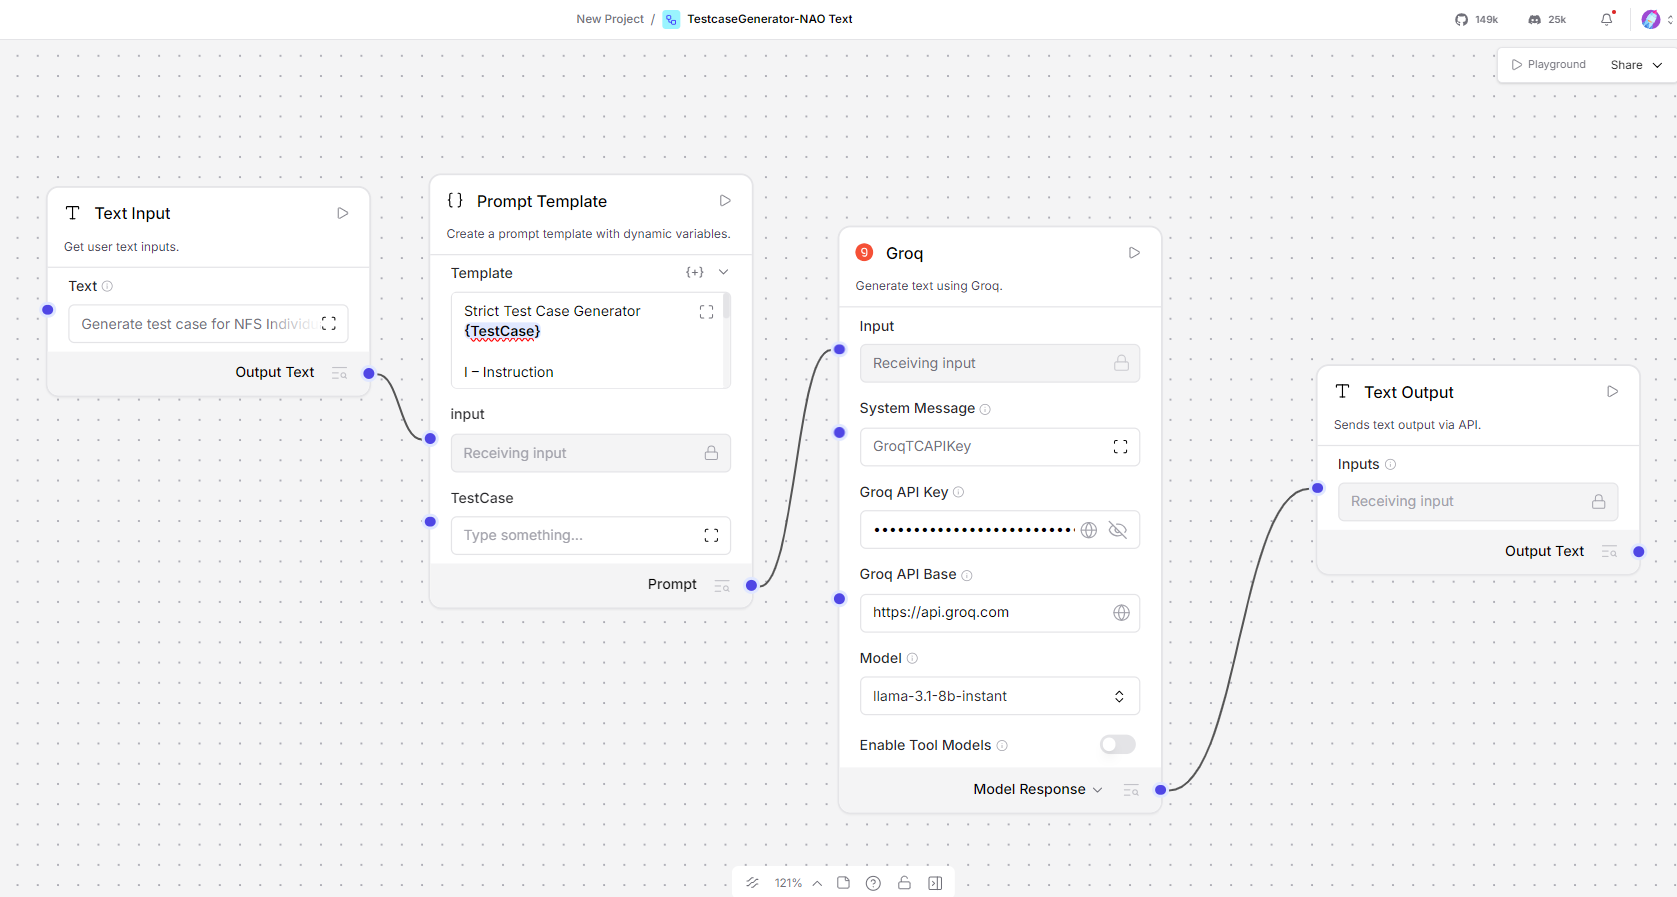 New Project / TestcaseGenerator-NAO Text
149k
25k
Playground
Share
Text Input
Get user text inputs.
Text
Generate test case for NFS Individu
Output Text
{} Prompt Template
Create a prompt template with dynamic variables.
Template
{+}
Strict Test Case Generator
{TestCase}
I – Instruction
input
Receiving input
TestCase
Type something...
Prompt
Groq
Generate text using Groq.
Input
Receiving input
System Message
GroqTCAPIKey
Groq API Key
•••••••••••••••••••••••••
Groq API Base
https://api.groq.com
Model
llama-3.1-8b-instant
Enable Tool Models
Model Response
Text Output
Sends text output via API.
Inputs
Receiving input
Output Text
121%